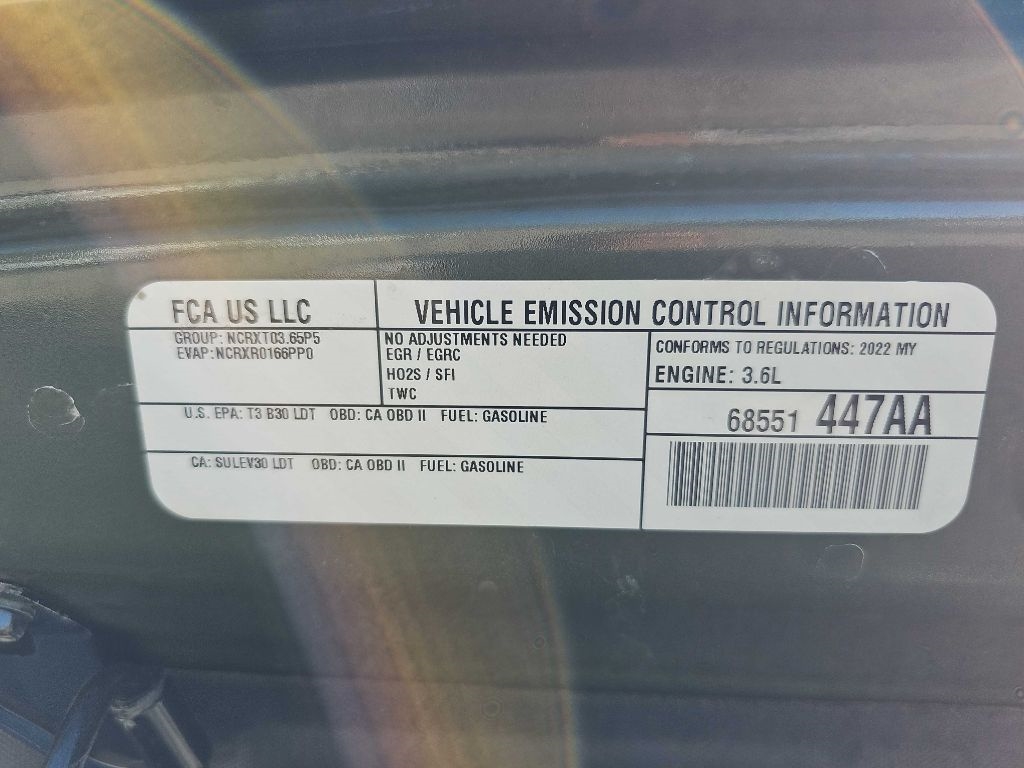 FCA US LLC
VEHICLE EMISSION CONTROL INFORMATION
GROUP: NCRXT03.65P5
EVAP: NCRXR0166PP0
NO ADJUSTMENTS NEEDED
EGR / EGRC
HO2S / SFI
TWC
CONFORMS TO REGULATIONS: 2022 MY
ENGINE: 3.6L
U.S. EPA: T3 B30 LDT OBD: CA OBD II FUEL: GASOLINE
68551 447AA
CA: SULEV30 LDT OBD: CA OBD II FUEL: GASOLINE